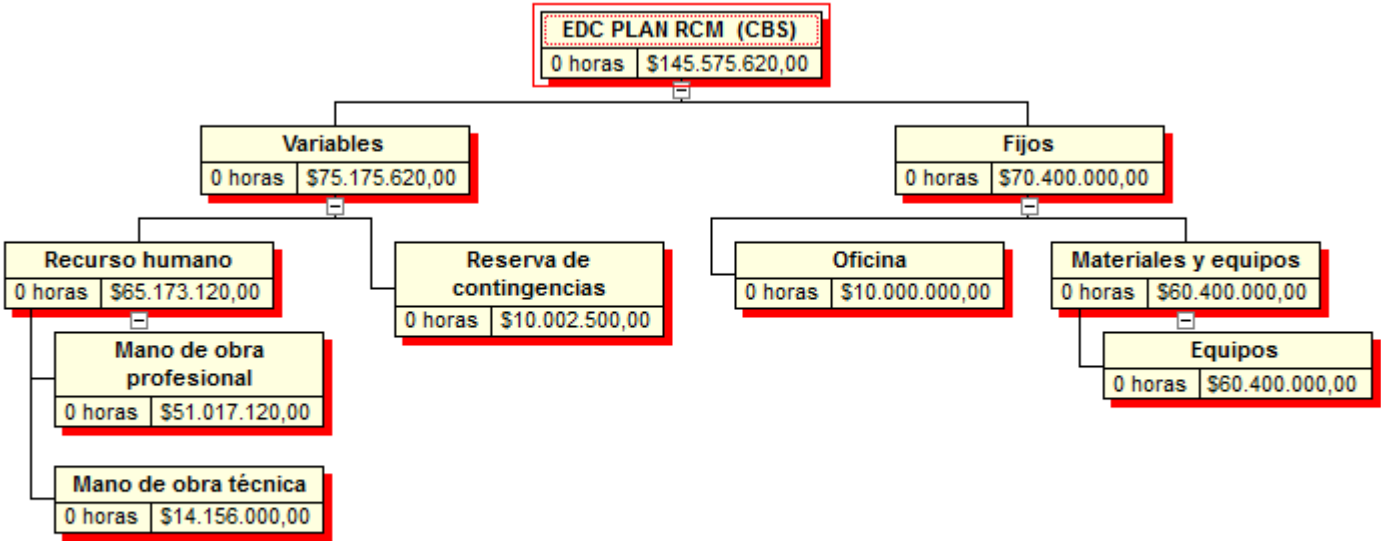 EDC PLAN RCM (CBS)
0 horas $145.575.620,00
Variables
0 horas $75.175.620,00
Fijos
0 horas $70.400.000,00
Recurso humano
0 horas $65.173.120,00
Reserva de
contingencias
0 horas $10.002.500,00
Oficina
0 horas $10.000.000,00
Materiales y equipos
0 horas $60.400.000,00
Mano de obra
profesional
0 horas $51.017.120,00
Equipos
0 horas $60.400.000,00
Mano de obra técnica
0 horas $14.156.000,00